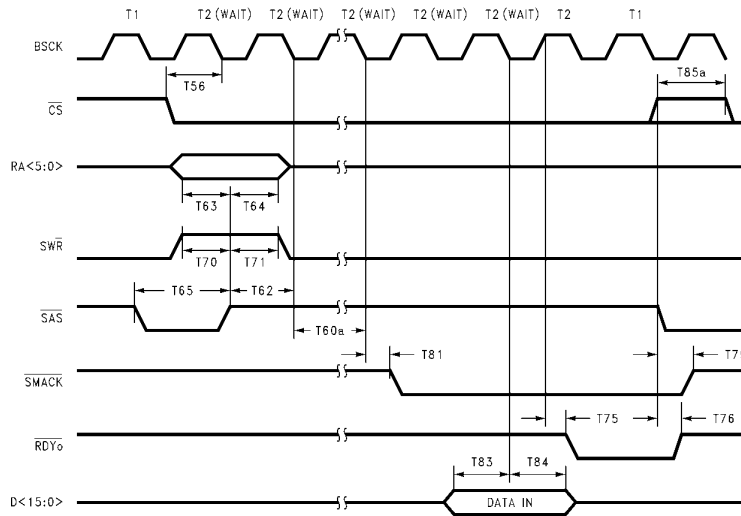 T1 T2 (WAIT) T2 (WAIT) T2 (WAIT) T2 (WAIT) T2 (WAIT) T2 T1
BSCK
T56
T85a
CS
RA<5:0>
T63 T64
SWR
T70 T71
T65 T62
SAS
T60a
T81
SMACK
RDYo
T75
T76
T83 T84
D<15:0>
DATA IN